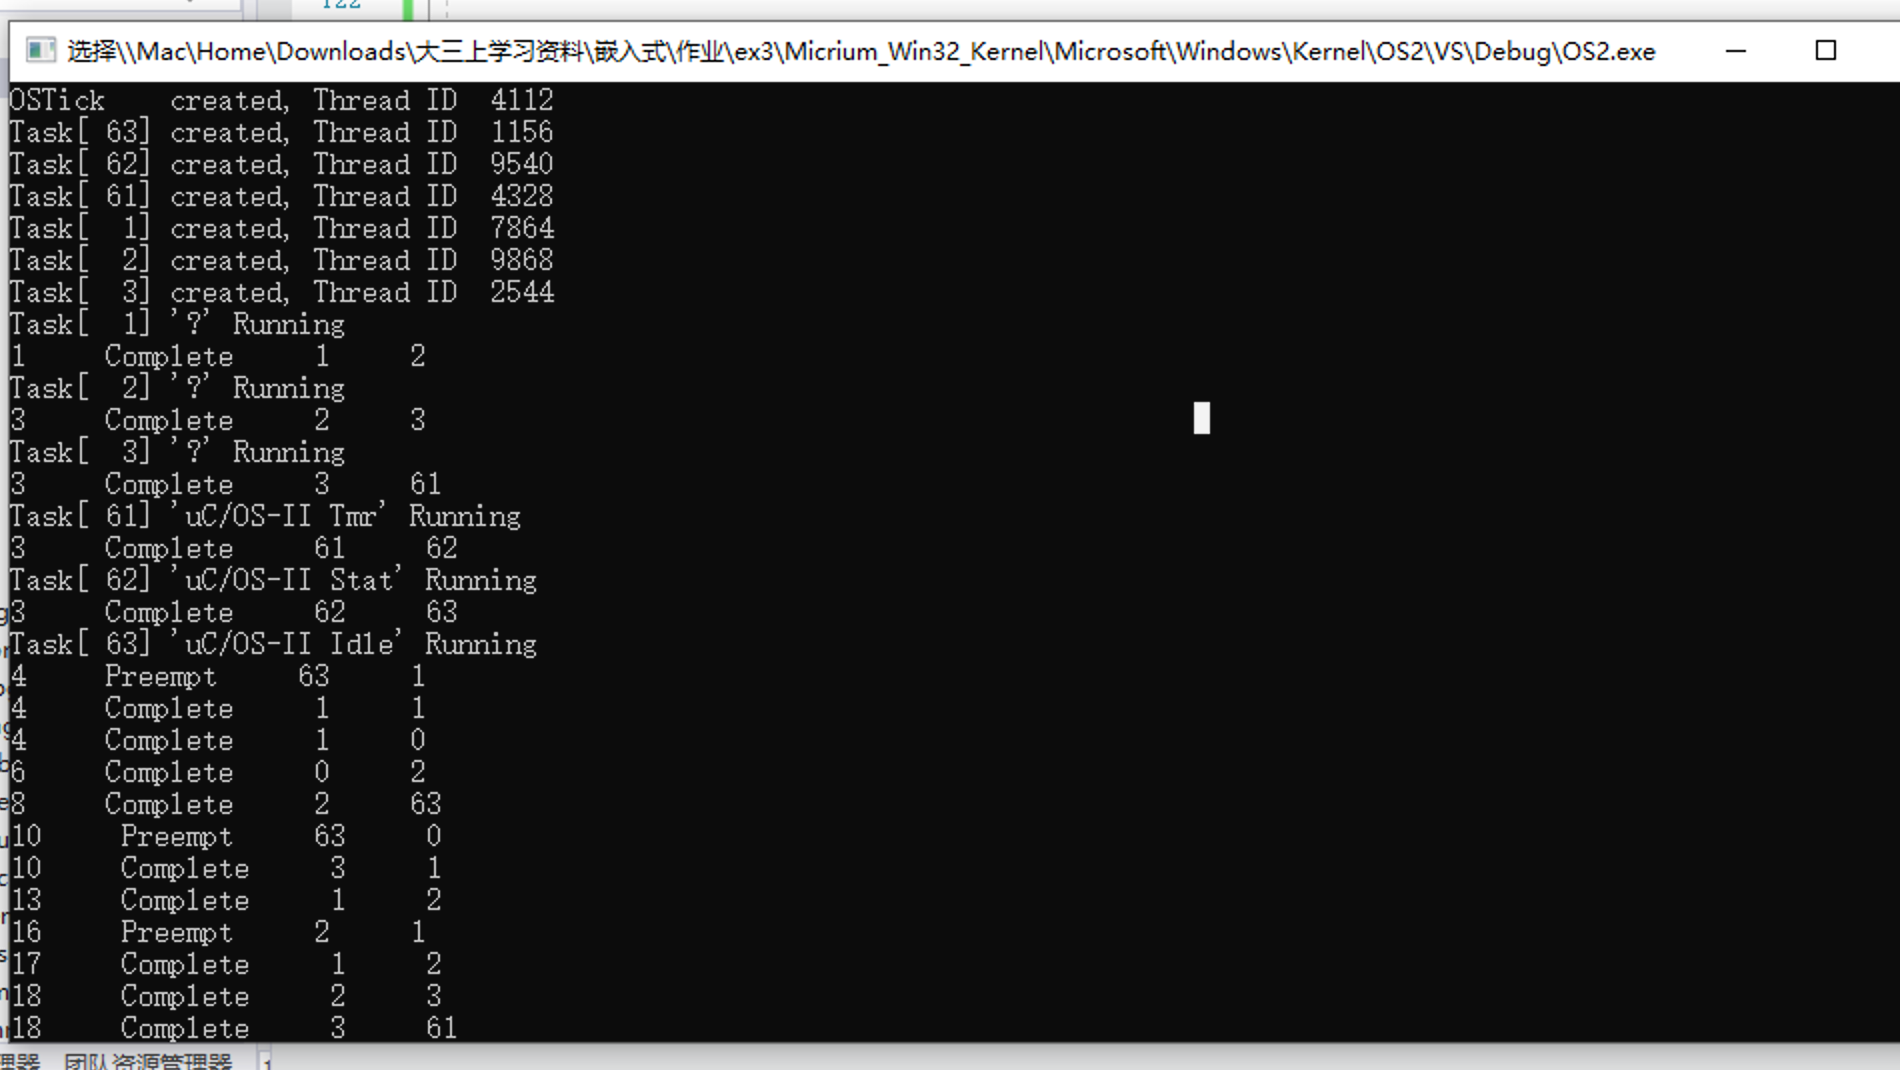 122
选择\\Mac\Home\Downloads\大三上学习资料\嵌入式\作业\ex3\Micrium_Win32_Kernel\Microsoft\Windows\Kernel\OS2\VS\Debug\OS2.exe
OSTick    created, Thread ID  4112
Task[ 63] created, Thread ID  1156
Task[ 62] created, Thread ID  9540
Task[ 61] created, Thread ID  4328
Task[  1] created, Thread ID  7864
Task[  2] created, Thread ID  9868
Task[  3] created, Thread ID  2544
Task[  1] '?' Running
1     Complete     1     2
Task[  2] '?' Running
3     Complete     2     3
Task[  3] '?' Running
3     Complete     3     61
Task[ 61] 'uC/OS-II Tmr' Running
3     Complete     61     62
Task[ 62] 'uC/OS-II Stat' Running
3     Complete     62     63
Task[ 63] 'uC/OS-II Idle' Running
4     Preempt     63     1
4     Complete     1     1
4     Complete     1     0
6     Complete     0     2
8     Complete     2     63
10     Preempt     63     0
10     Complete     3     1
13     Complete     1     2
16     Preempt     2     1
17     Complete     1     2
18     Complete     2     3
18     Complete     3     61
理器 团队资源管理器